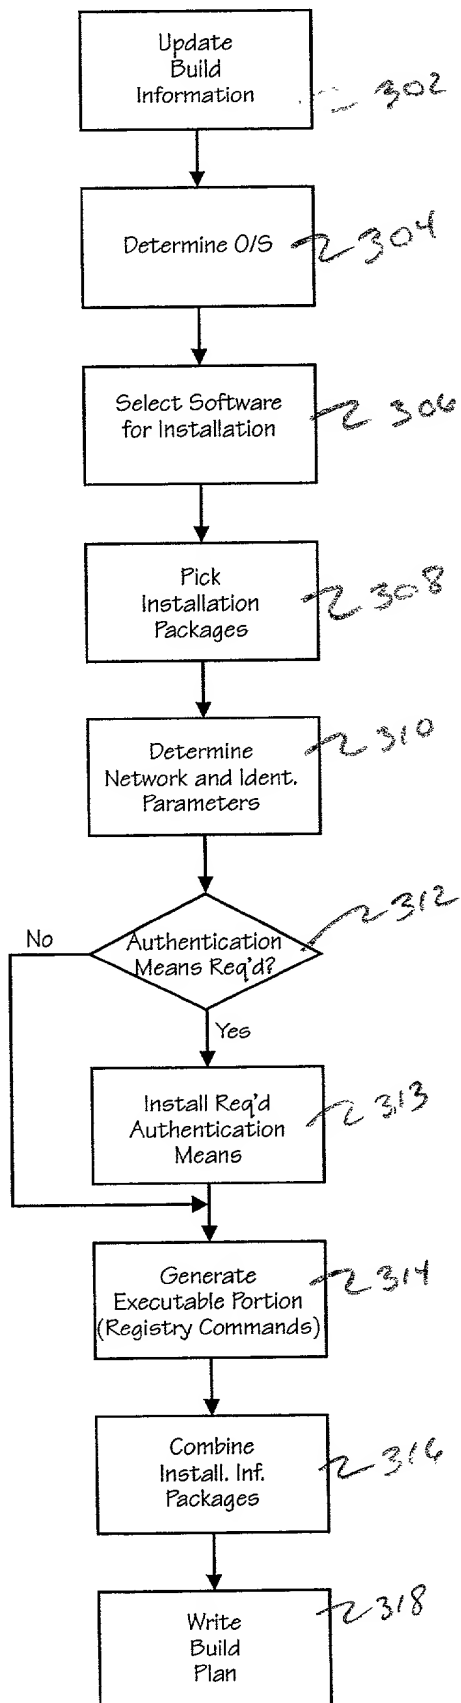 Update
Build
Information
302
Determine O/S
304
Select Software
for Installation
306
Pick
Installation
Packages
308
Determine
Network and Ident.
Parameters
310
312
No
Authentication
Means Req'd?
Yes
Install Req'd
Authentication
Means
313
Generate
Executable Portion
(Registry Commands)
314
Combine
Install. Inf.
Packages
316
Write
Build
Plan
318